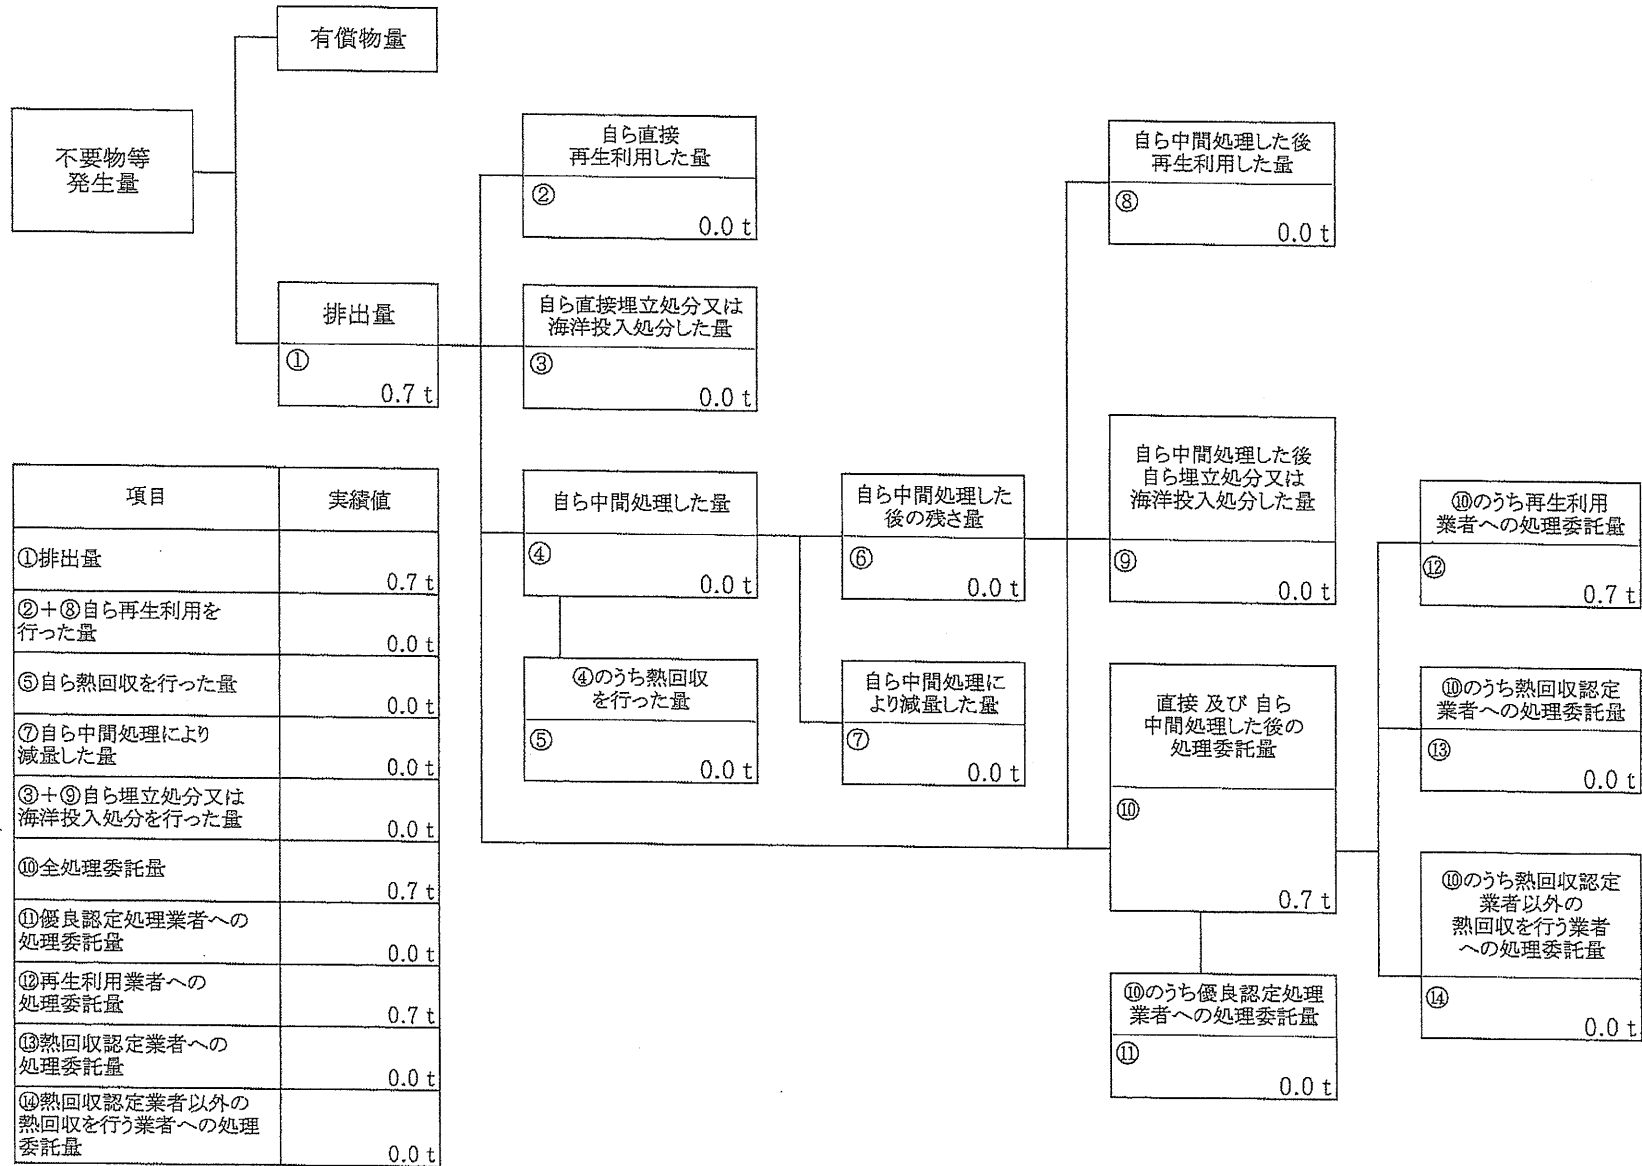 有償物量
不要物等
発生量
排出量
①
0.7 t
自ら直接
再生利用した量
②
0.0 t
自ら直接埋立処分又は
海洋投入処分した量
③
0.0 t
自ら中間処理した量
④
0.0 t
④のうち熱回収
を行った量
⑤
0.0 t
自ら中間処理した
後の残さ量
⑥
0.0 t
自ら中間処理に
より減量した量
⑦
0.0 t
自ら中間処理した後
再生利用した量
⑧
0.0 t
自ら中間処理した後
自ら埋立処分又は
海洋投入処分した量
⑨
0.0 t
直接 及び 自ら
中間処理した後の
処理委託量
⑩
0.7 t
⑩のうち優良認定処理
業者への処理委託量
⑪
0.0 t
⑩のうち再生利用
業者への処理委託量
⑫
0.7 t
⑩のうち熱回収認定
業者への処理委託量
⑬
0.0 t
⑩のうち熱回収認定
業者以外の
熱回収を行う業者
への処理委託量
⑭
0.0 t
項目 実績値
①排出量
0.7 t
②+⑧自ら再生利用を
行った量
0.0 t
⑤自ら熱回収を行った量
0.0 t
⑦自ら中間処理により
減量した量
0.0 t
③+⑨自ら埋立処分又は
海洋投入処分を行った量
0.0 t
⑩全処理委託量
0.7 t
⑪優良認定処理業者への
処理委託量
0.0 t
⑫再生利用業者への
処理委託量
0.7 t
⑬熱回収認定業者への
処理委託量
0.0 t
⑭熱回収認定業者以外の
熱回収を行う業者への処理
委託量
0.0 t